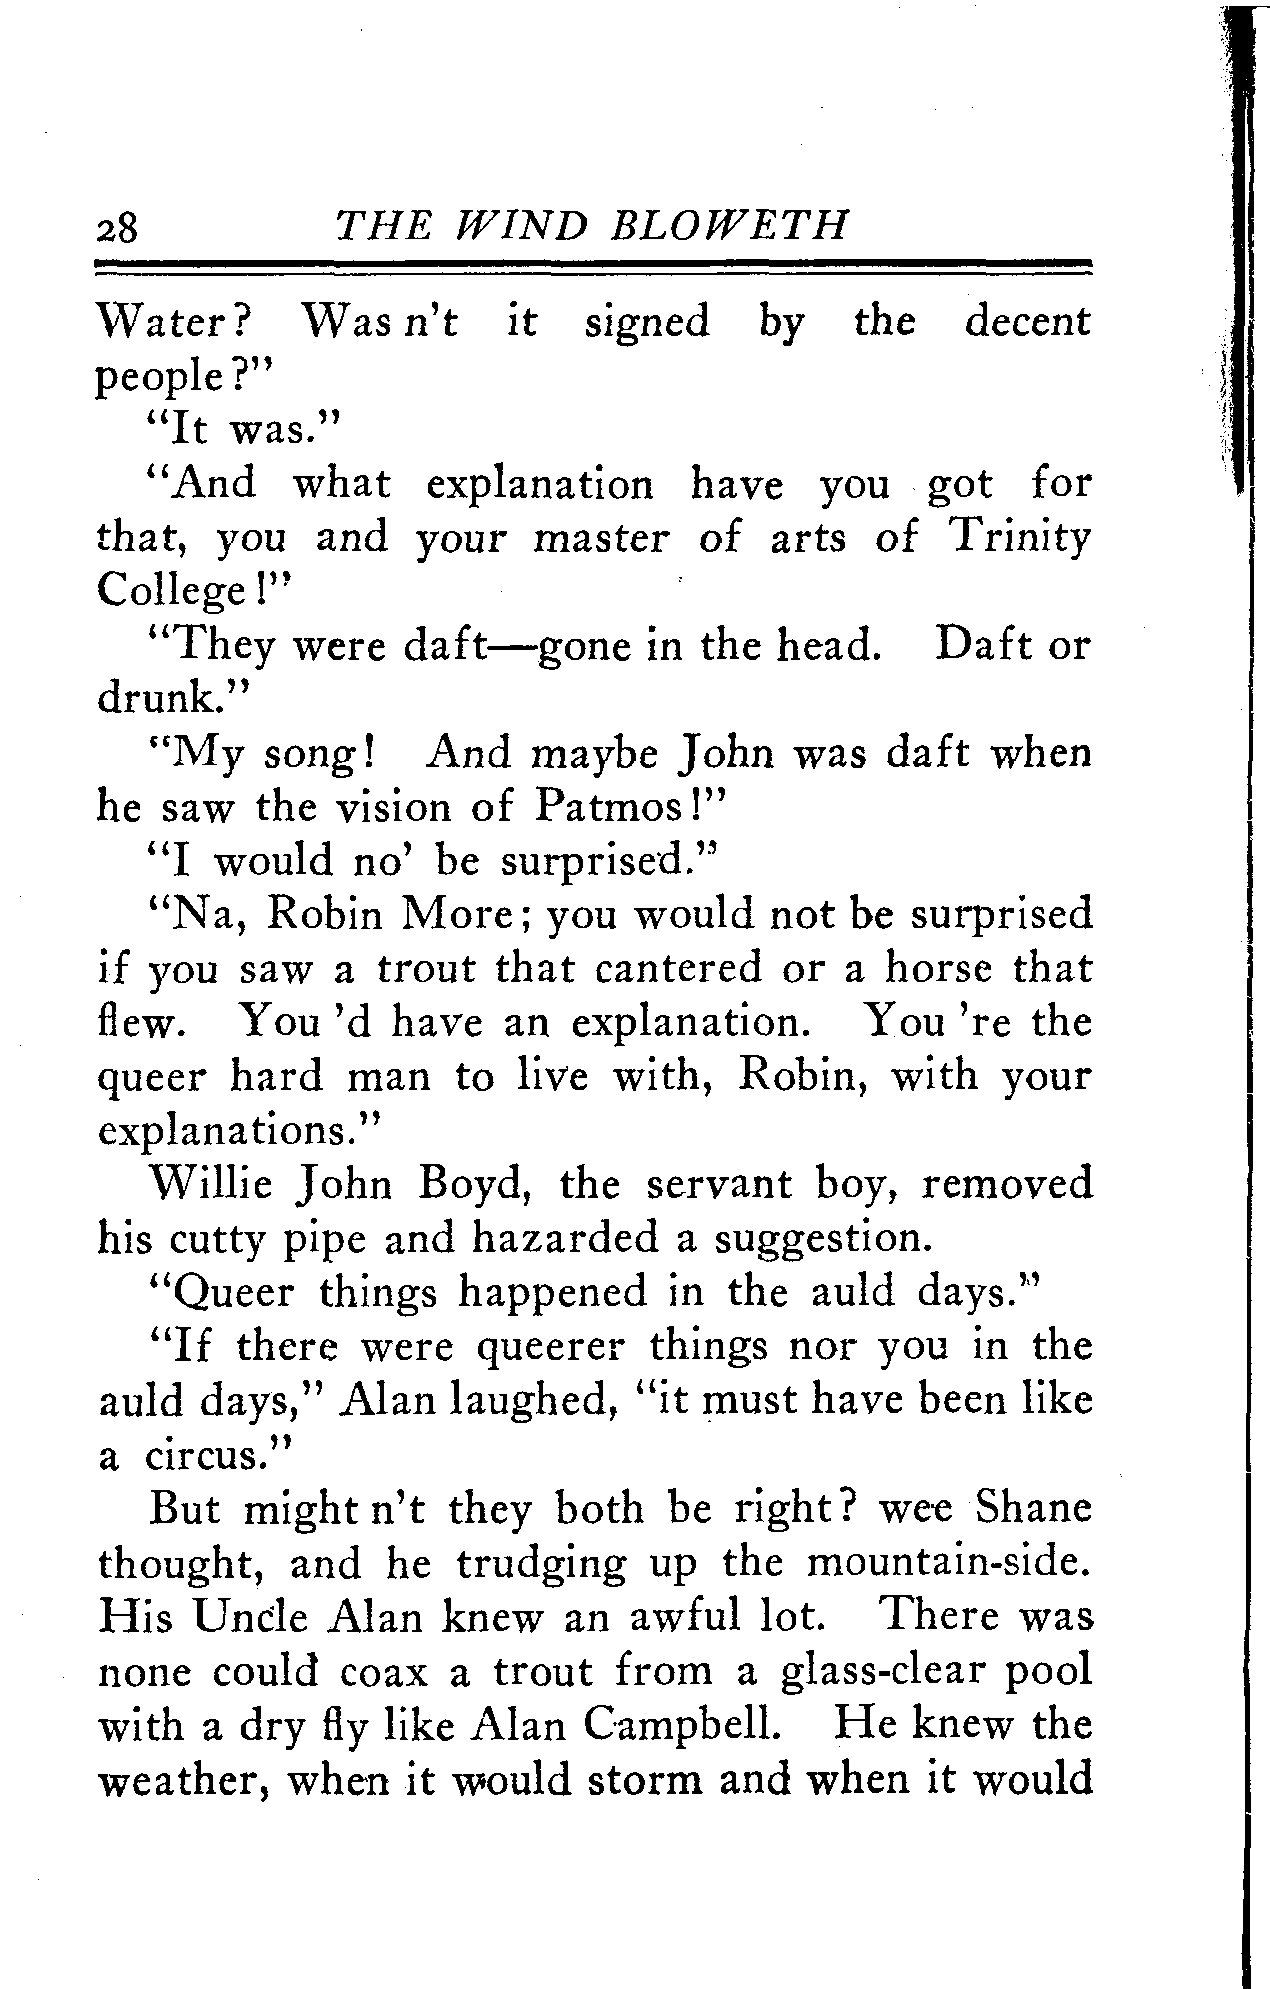 28 THE WIND BLOWETH
Water? Was n't it signed by the decent
people?"
"It was."
"And what explanation have you got for
that, you and your master of arts of Trinity
College!"
"They were daft—gone in the head. Daft or
drunk."
"My song! And maybe John was daft when
he saw the vision of Patmos!"
"I would no' be surprised."
"Na, Robin More; you would not be surprised
if you saw a trout that cantered or a horse that
flew. You 'd have an explanation. You 're the
queer hard man to live with, Robin, with your
explanations."
Willie John Boyd, the servant boy, removed
his cutty pipe and hazarded a suggestion.
"Queer things happened in the auld days."
"If there were queerer things nor you in the
auld days," Alan laughed, "it must have been like
a circus."
But might n't they both be right? wee Shane
thought, and he trudging up the mountain-side.
His Uncle Alan knew an awful lot. There was
none could coax a trout from a glass-clear pool
with a dry fly like Alan Campbell. He knew the
weather, when it would storm and when it would